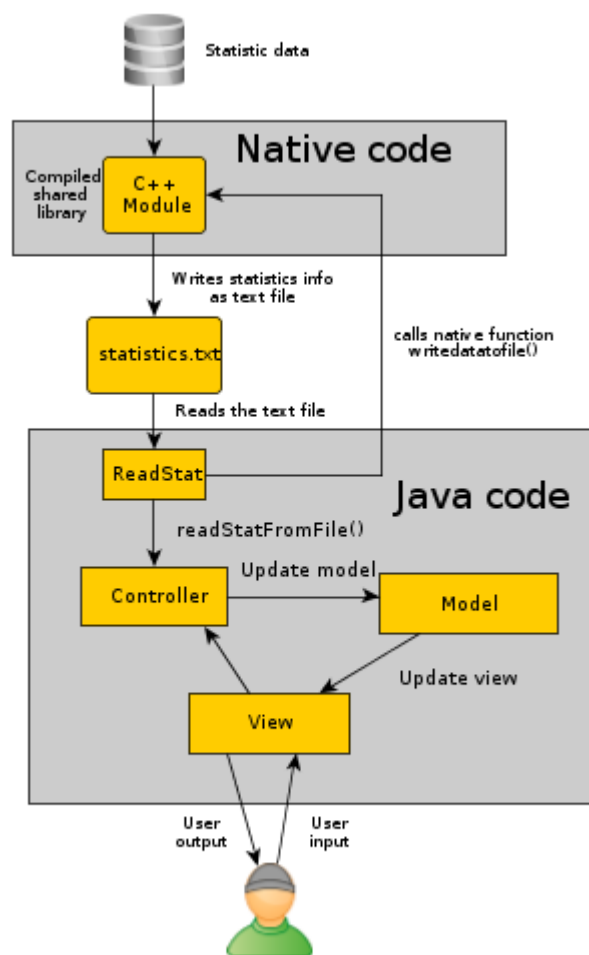 Statistic data
Native code
Compiled
shared
library
C++
Module
Writes statistics info
as text file
calls native function
writedatatofile()
statistics.txt
Reads the text file
ReadStat
Java code
readStatFromFile()
Update model
Controller
Model
Update view
View
User
output
User
input